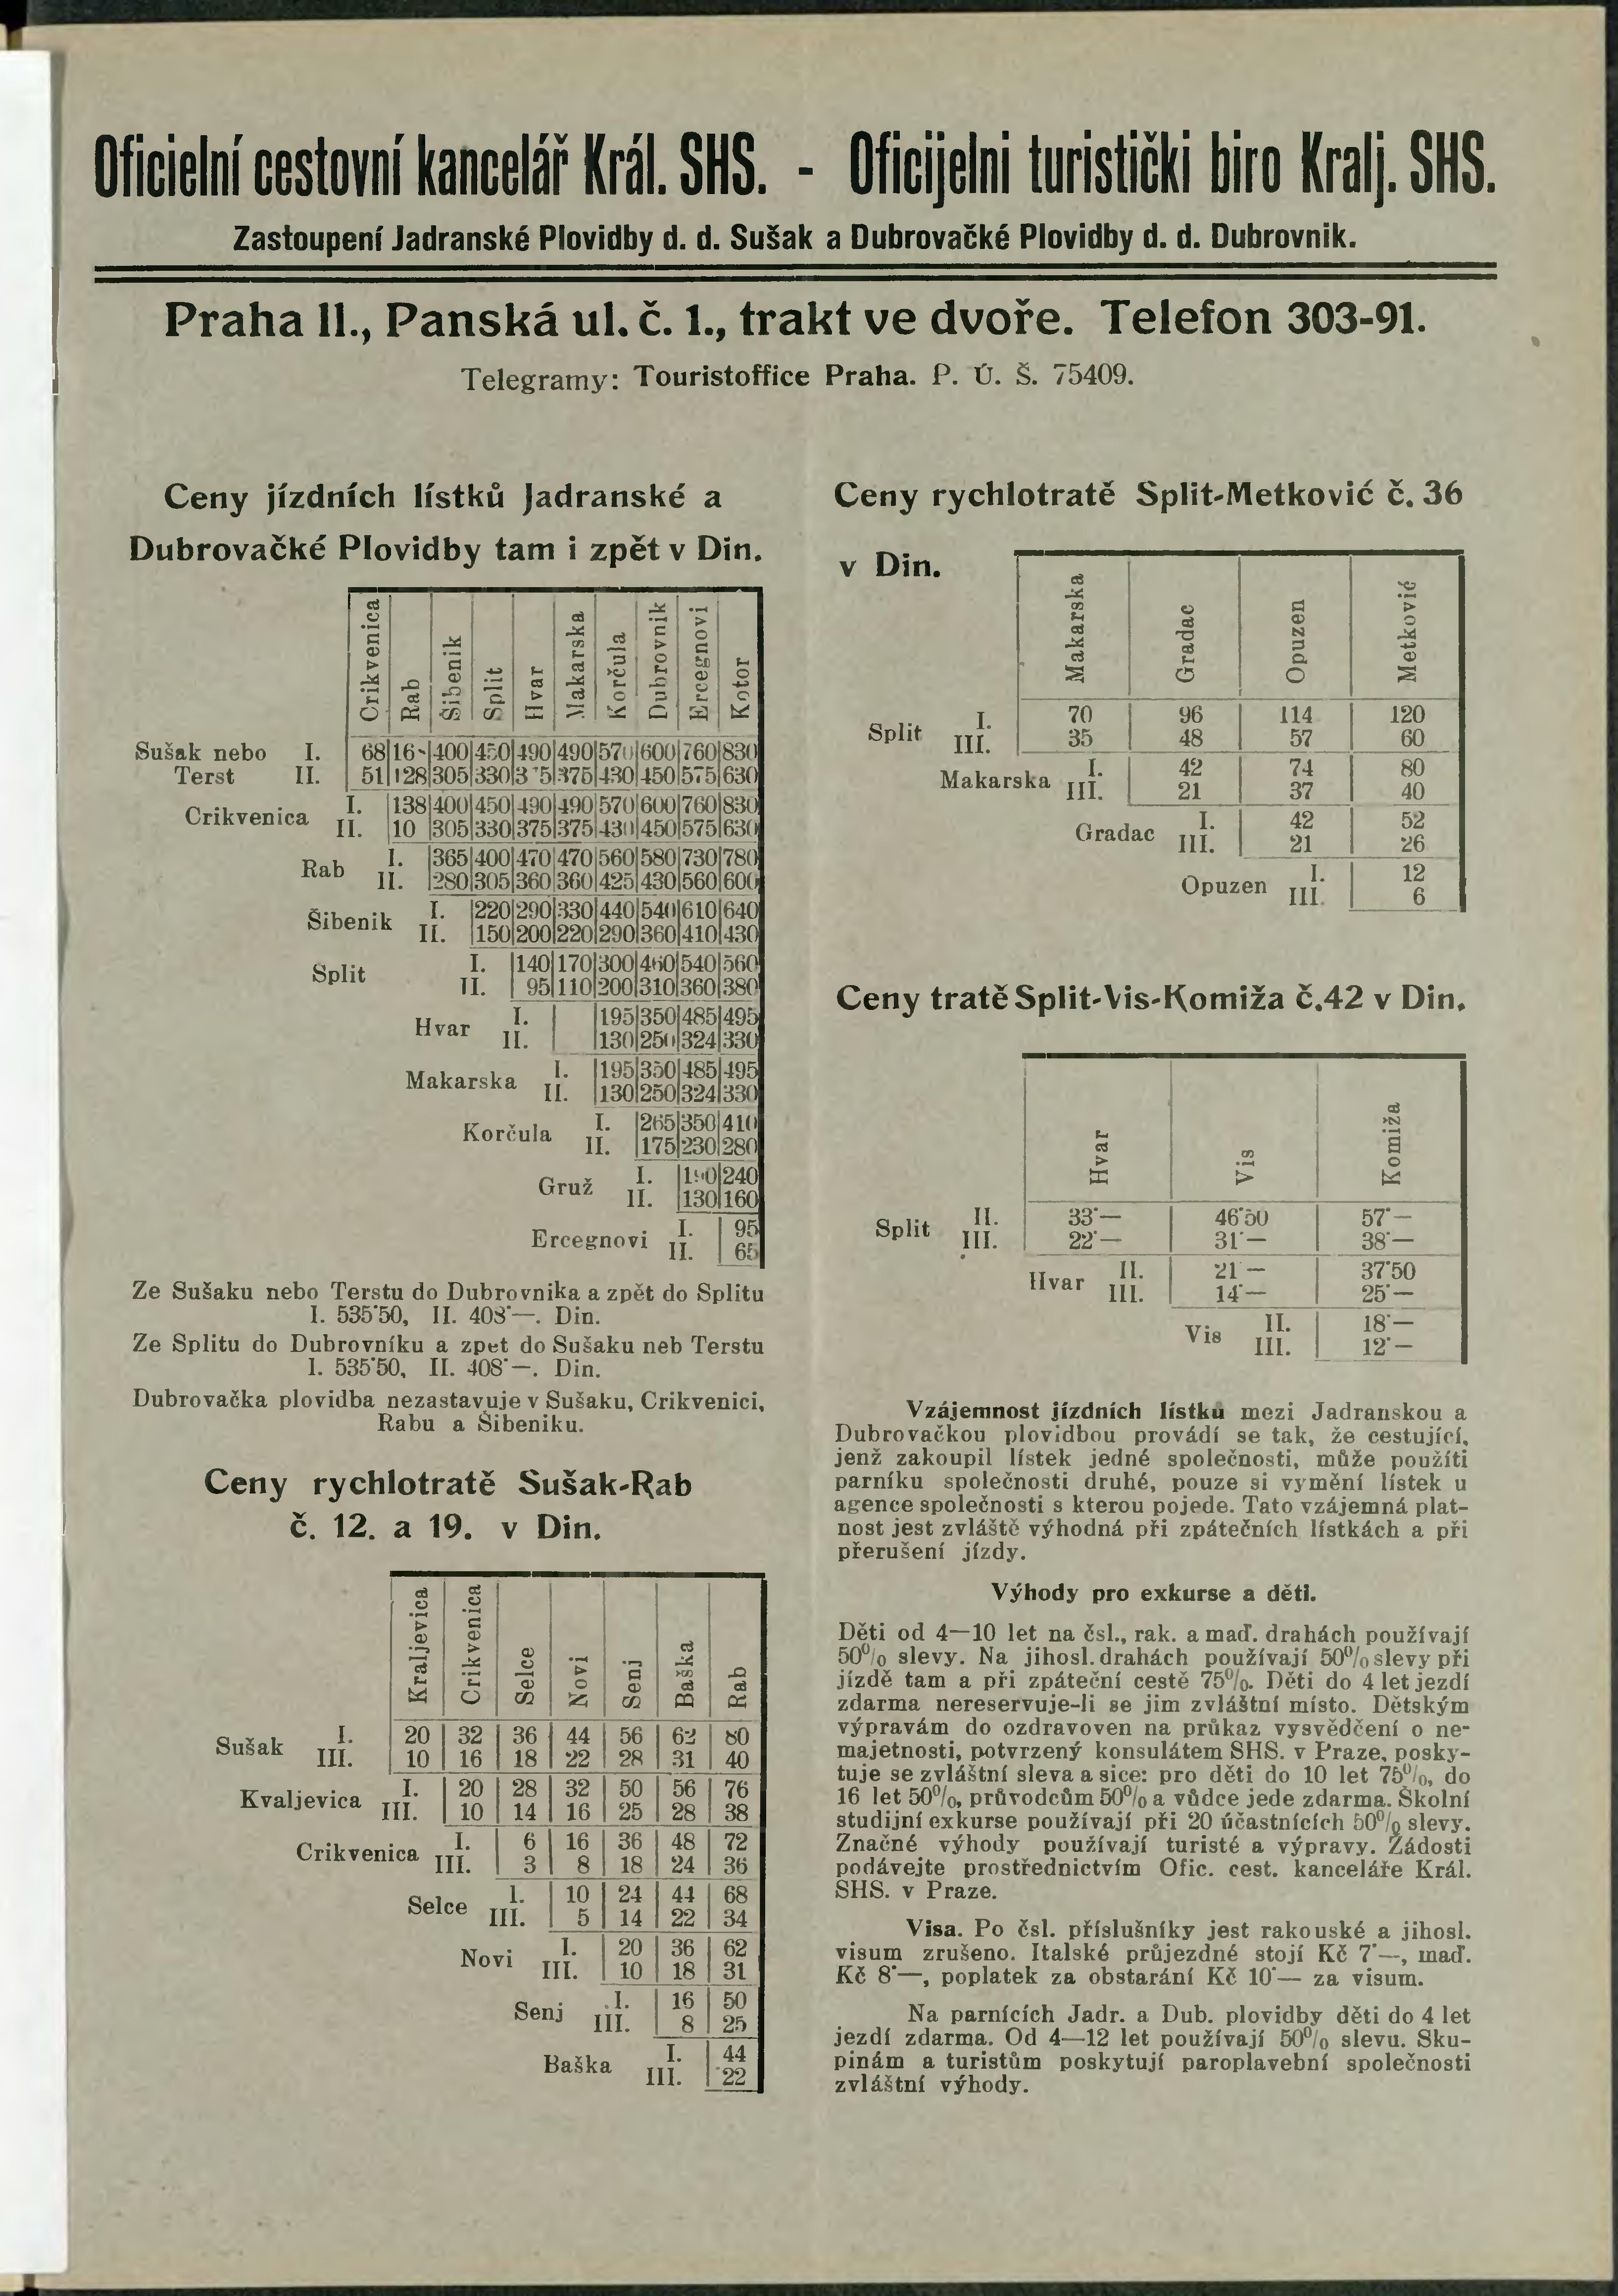 Oficielní cestovní kancelář Král. SHS. - Oficijelni turistički biro Kralj. SHS.
Zastoupení Jadranské Plovidby d. d. Sušak a Dubrovačké Plovidby d. d. Dubrovnik.
Praha II., Panská ul. č. 1., trakt ve dvoře. Telefon 303-91.
Telegramy: Touristoffice Praha. P. Ú. Š. 75409.
Ceny jízdních lístků Jadranské a
Dubrovačké Plovidby tam i zpět v Din.
Crikvenica Rab Šibenik Split Hvar Makarska Korčula Dubrovnik Ercegnovi Kotor
Sušak nebo I. 68 400 450 490 490 570 600 760 830
Terst II. 51 128 305 330 375 430 450 575 630
Crikvenica I. 138 400 450 490 490 570 600 760 830
II. 10 305 330 375 375 430 450 575 630
Rab I. 365 400 470 470 560 580 730 780
II. 280 305 360 360 425 430 560 600
Šibenik I. 220 290 330 440 540 610 640
II. 150 200 220 290 360 410 430
Split I. 140 170 300 460 540 560
II. 95 110 200 310 360 380
Hvar I. 195 350 485 495
II. 130 250 324 330
Makarska I. 195 350 485 495
II. 130 250 324 330
Korčula I. 265 350 410
II. 175 230 280
Gruž I. 240
II. 130 160
Ercegnovi I. 95
II. 65
Ze Sušaku nebo Terstu do Dubrovnika a zpět do Splitu
I. 535·50, II. 408·—. Din.
Ze Splitu do Dubrovníku a zpet do Sušaku neb Terstu
I. 535·50, II. 408·—. Din.
Dubrovačka plovidba nezastavuje v Sušaku, Crikvenici,
Rabu a Šibeniku.
Ceny rychlotratě Sušak-Rab
č. 12. a 19. v Din.
Kraljevica Crikvenica Selce Novi Senj Baška Rab
Sušak I. 20 32 36 44 56 62 80
III. 10 16 18 22 28 31 40
Kvaljevica I. 20 28 32 50 56 76
III. 10 14 16 25 28 38
Crikvenica I. 6 16 36 48 72
III. 3 8 18 24 36
Selce I. 10 24 44 68
III. 5 14 22 34
Novi I. 20 36 62
III. 10 18 31
Senj I. 16 50
III. 8 25
Baška I. 44
III. 22
Ceny rychlotratě Split-Metković č. 36
v Din.
Makarska Gradac Opuzen Metković
Split I. 70 96 114 120
III. 35 48 57 60
Makarska I. 42 74 80
III. 21 37 40
Gradac I. 42 52
III. 21 26
Opuzen I. 12
III. 6
Ceny tratě Split-Vis-Komiža č. 42 v Din.
Hvar Vis Komiža
Split II. 33·— 46·50 57·—
III. 22·— 31·— 38·—
Hvar II. 21 — 37·50
III. 14·— 25·—
Vis II. 18·—
III. 12·—
Vzájemnost jízdních lístku mezi Jadranskou a
Dubrovačkou plovidbou provádí se tak, že cestující,
jenž zakoupil lístek jedné společnosti, může použíti
parníku společnosti druhé, pouze si vymění lístek u
agence společnosti s kterou pojede. Tato vzájemná plat-
nost jest zvláště výhodná při zpátečních lístkách a při
přerušení jízdy.
Výhody pro exkurse a děti.
Děti od 4—10 let na čsl., rak. a maď. drahách používají
50% slevy. Na jihosl. drahách používají 50% slevy při
jízdě tam a při zpáteční cestě 75%. Děti do 4 let jezdí
zdarma nereservuje-li se jim zvláštní místo. Dětským
výpravám do ozdravoven na průkaz vysvědčení o ne-
majetnosti, potvrzený konsulátem SHS. v Praze, posky-
tuje se zvláštní sleva a sice: pro děti do 10 let 75%, do
16 let 50%, průvodcům 50% a vůdce jede zdarma. Školní
studijní exkurse používají při 20 účastnících 50% slevy.
Značné výhody používají turisté a výpravy. Žádosti
podávejte prostřednictvím Ofic. cest. kanceláře Král.
SHS. v Praze.
Visa. Po čsl. příslušníky jest rakouské a jihosl.
visum zrušeno. Italské průjezdné stojí Kč 7·—, maď.
Kč 8·—, poplatek za obstarání Kč 10·— za visum.
Na parnících Jadr. a Dub. plovidby děti do 4 let
jezdí zdarma. Od 4—12 let používají 50% slevu. Sku-
pinám a turistům poskytují paroplavební společnosti
zvláštní výhody.